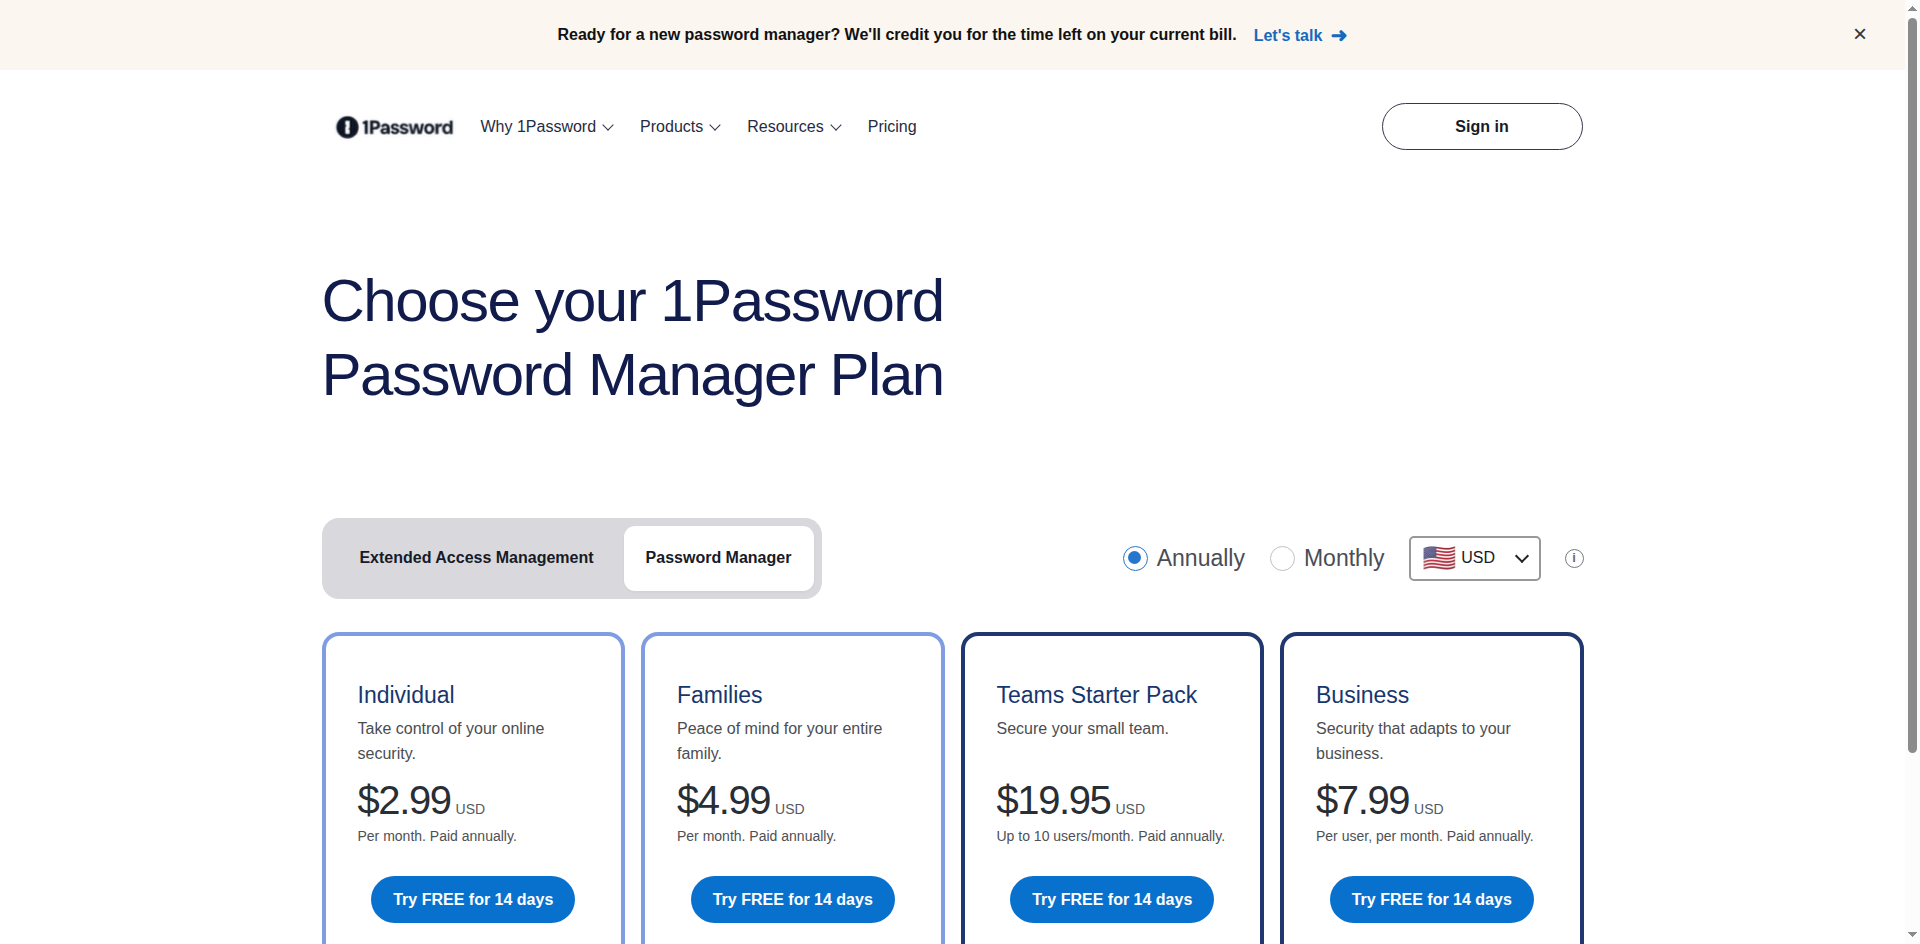 Ready for a new password manager? We'll credit you for the time left on your current bill. Let's talk ➜
1Password Why 1Password Products Resources Pricing Sign in
Choose your 1Password
Password Manager Plan
Extended Access Management Password Manager Annually Monthly USD
Individual
Take control of your online
security.
$2.99 USD
Per month. Paid annually.
Try FREE for 14 days
Families
Peace of mind for your entire
family.
$4.99 USD
Per month. Paid annually.
Try FREE for 14 days
Teams Starter Pack
Secure your small team.
$19.95 USD
Up to 10 users/month. Paid annually.
Try FREE for 14 days
Business
Security that adapts to your
business.
$7.99 USD
Per user, per month. Paid annually.
Try FREE for 14 days